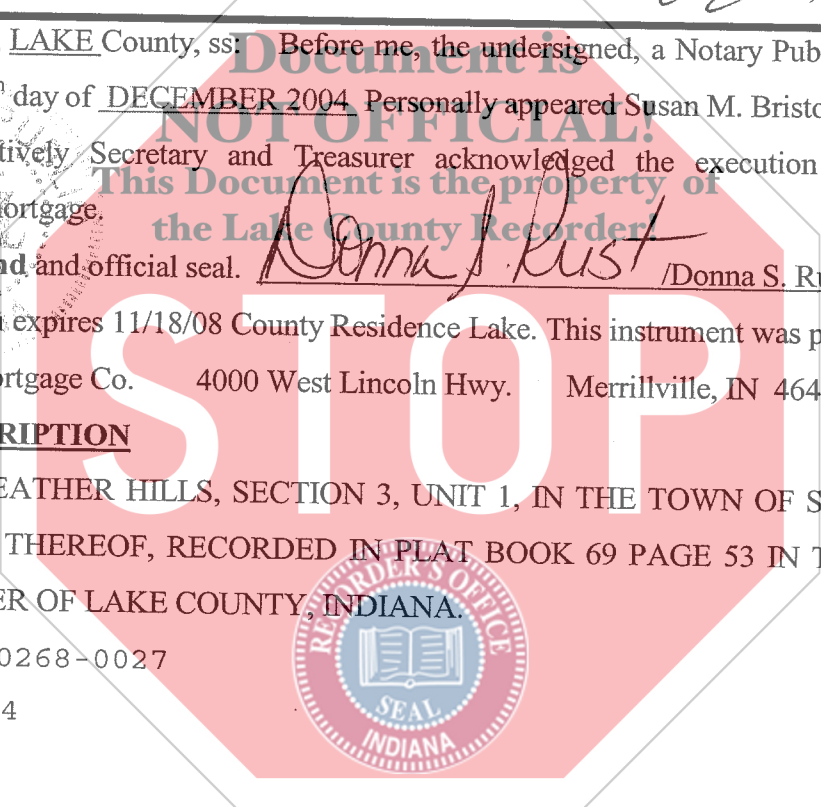 LAKE County, ss: Before me, the undersigned, a Notary Pub
Document is
day of DECEMBER 2004 Personally appeared Susan M. Bristo
NOT OFFICIAL!
tively Secretary and Treasurer acknowledged the execution
This Document is the property of
ortgage.
the Lake County Recorder!
nd and official seal. Donna S. Rust /Donna S. Ru
expires 11/18/08 County Residence Lake. This instrument was p
ortgage Co. 4000 West Lincoln Hwy. Merrillville, IN 464
STOP
RIPTION
EATHER HILLS, SECTION 3, UNIT 1, IN THE TOWN OF S
THEREOF, RECORDED IN PLAT BOOK 69 PAGE 53 IN T
ER OF LAKE COUNTY, INDIANA.
RECORDER'S OFFICE
0268-0027
SEAL
4
INDIANA